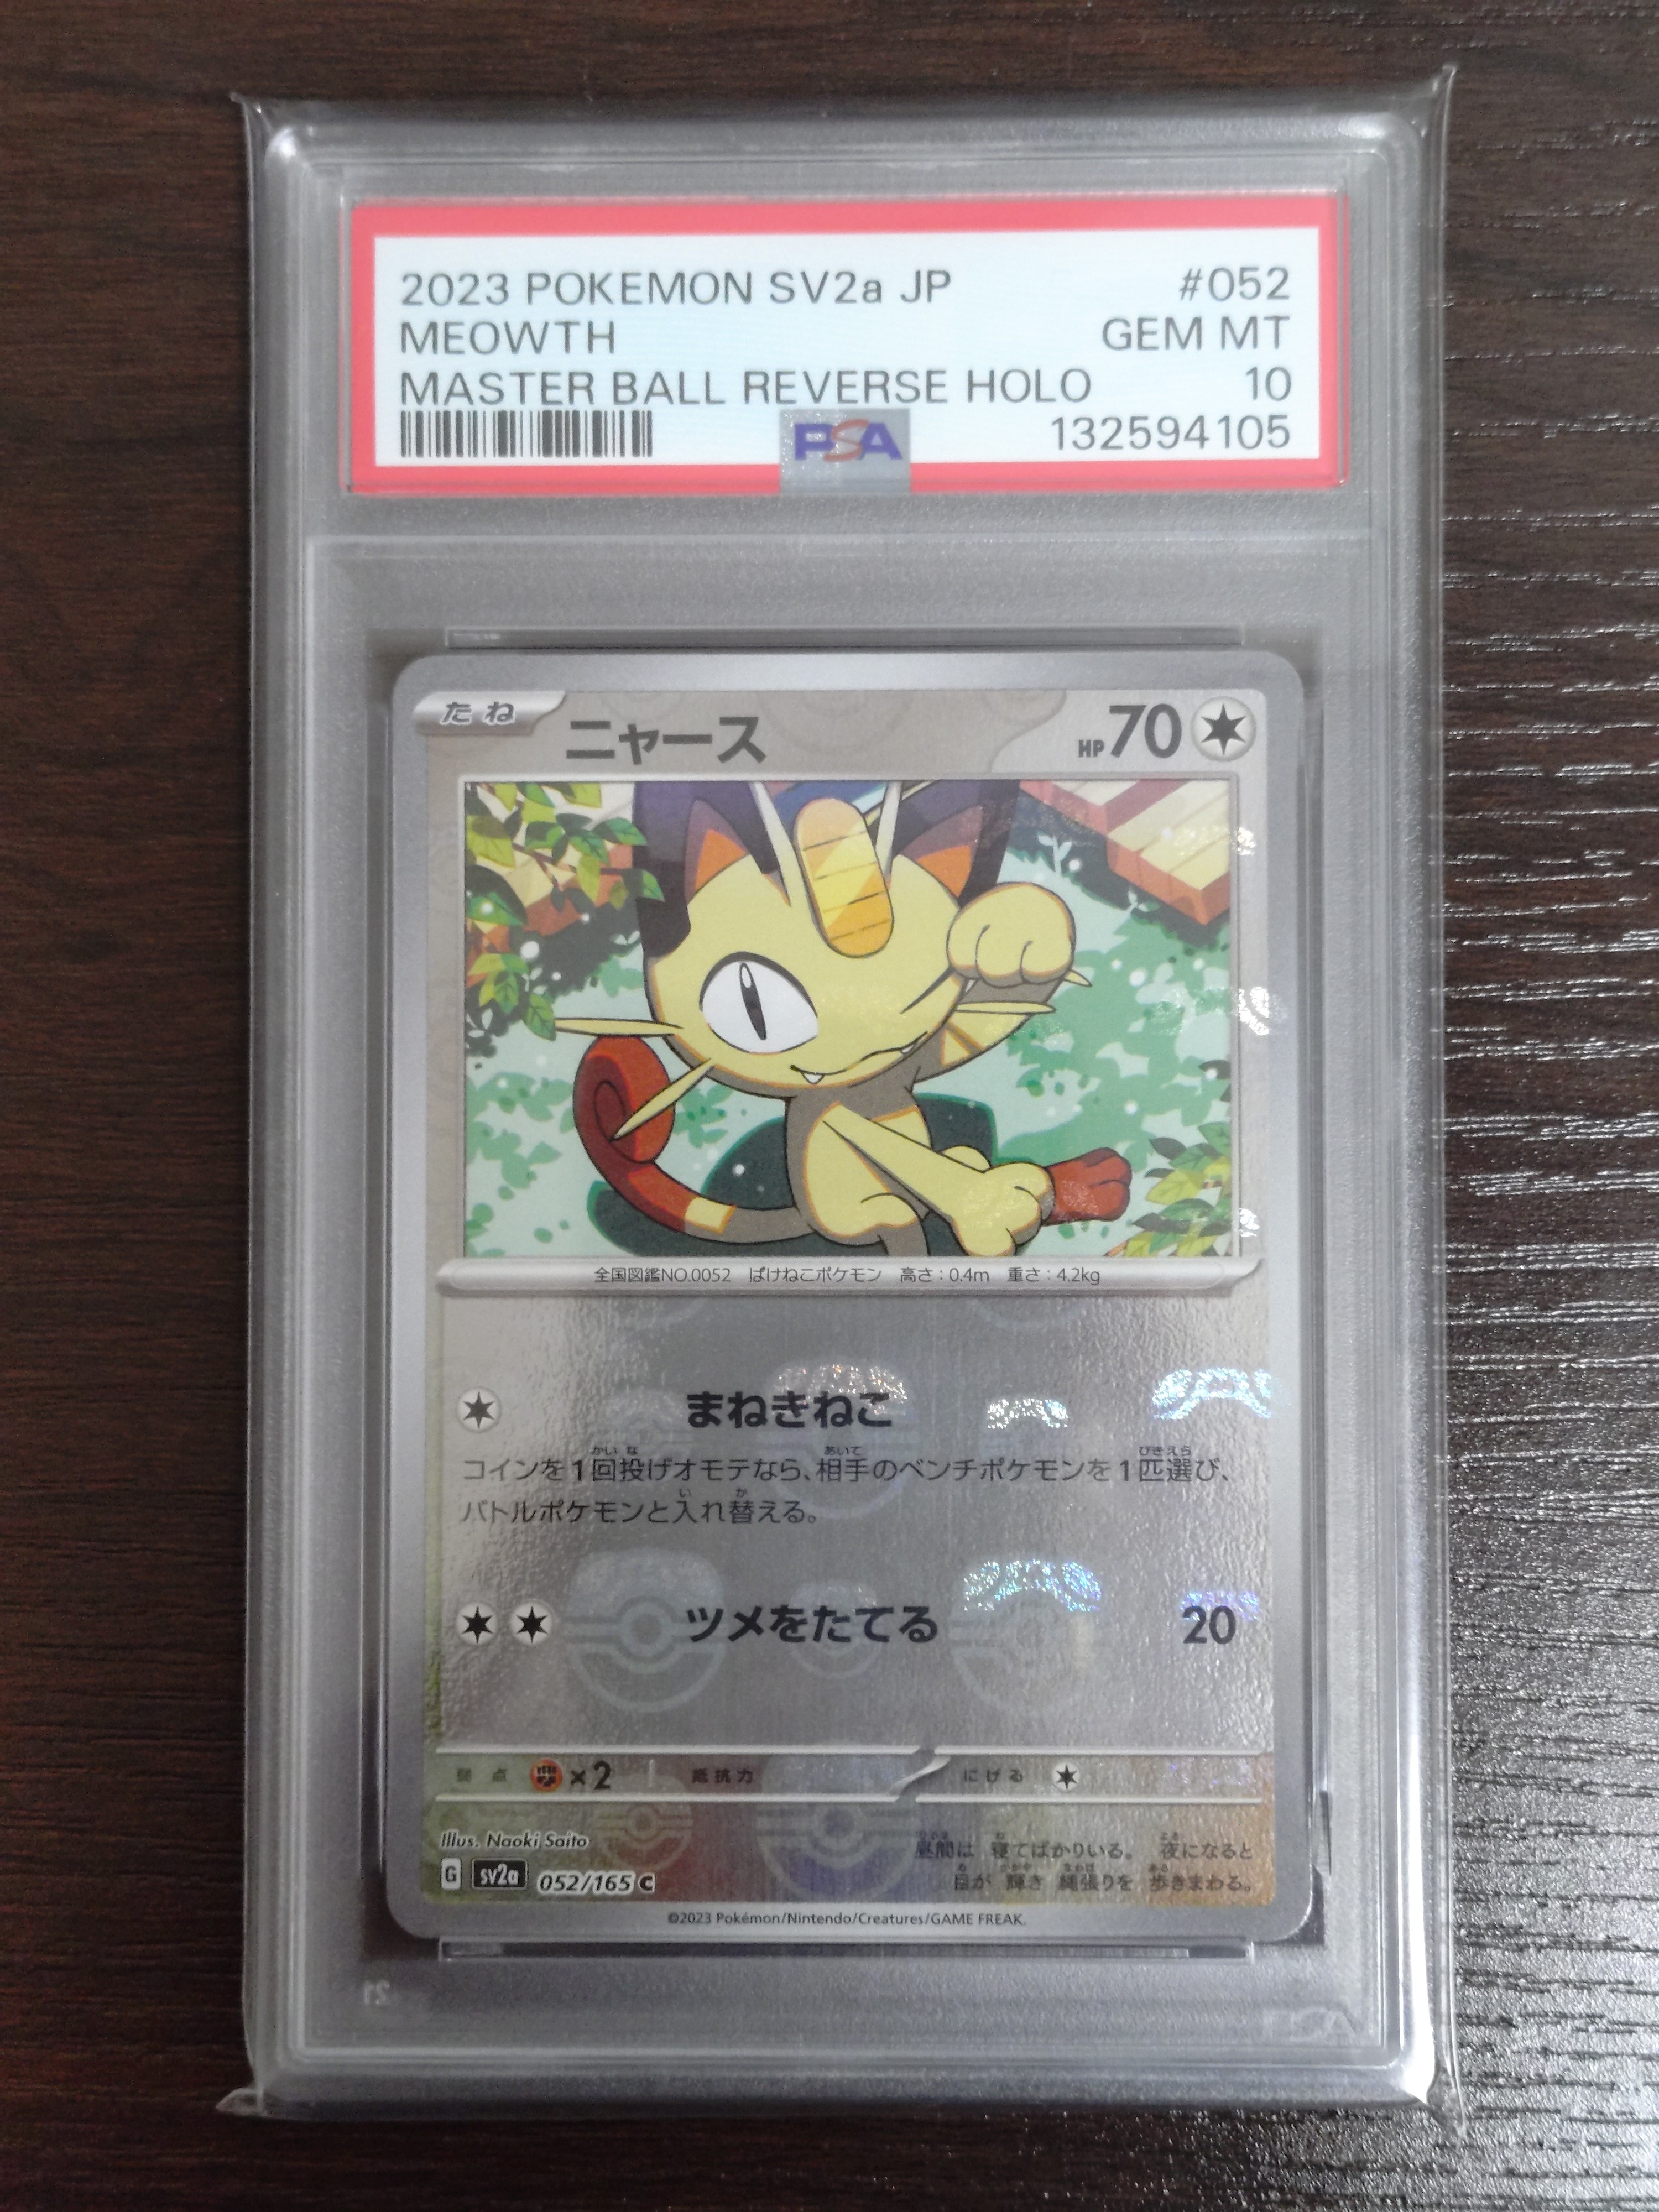 2023 POKEMON SV2a JP #052
MEOWTH GEM MT
MASTER BALL REVERSE HOLO 10
PSA 132594105
たね ニャース HP70
全国図鑑NO.0052 ばけねこポケモン 高さ:0.4m 重さ:4.2kg
まねきねこ
コインを1回投げオモテなら、相手のベンチポケモンを1匹選び、
バトルポケモンと入れ替える。
ツメをたてる 20
弱点 ×2 抵抗力 にげる
Illus. Naoki Saito
昼間は 寝てばかりいる。 夜になると
目が 輝き 縄張りを 歩きまわる。
G sv2a 052/165 C
©2023 Pokémon/Nintendo/Creatures/GAME FREAK.